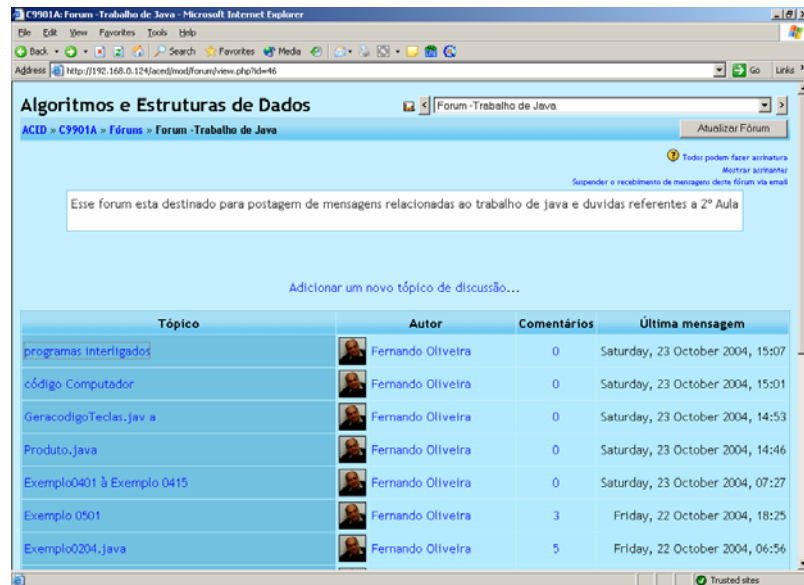 C9901A: Forum -Trabalho de Java - Microsoft Internet Explorer
File Edit View Favorites Tools Help
Back Search Favorites Media
Address http://192.168.0.124/aced/mod/forum/view.php?id=46 Go Links »
Algoritmos e Estruturas de Dados
< Forum -Trabalho de Java >
ACED » C9901A » Fóruns » Forum -Trabalho de Java
Atualizar Fórum
? Todos podem fazer assinatura
Mostrar assinantes
Suspender o recebimento de mensagens deste fórum via email
Esse forum esta destinado para postagem de mensagens relacionadas ao trabalho de java e duvidas referentes a 2º Aula
Adicionar um novo tópico de discussão...
Tópico Autor Comentários Última mensagem
programas interligados Fernando Oliveira 0 Saturday, 23 October 2004, 15:07
código Computador Fernando Oliveira 0 Saturday, 23 October 2004, 15:01
GeracodigoTeclas.jav a Fernando Oliveira 0 Saturday, 23 October 2004, 14:53
Produto.java Fernando Oliveira 0 Saturday, 23 October 2004, 14:46
Exemplo0401 à Exemplo 0415 Fernando Oliveira 0 Saturday, 23 October 2004, 07:27
Exemplo 0501 Fernando Oliveira 3 Friday, 22 October 2004, 18:25
Exemplo0204.java Fernando Oliveira 5 Friday, 22 October 2004, 06:56
Trusted sites